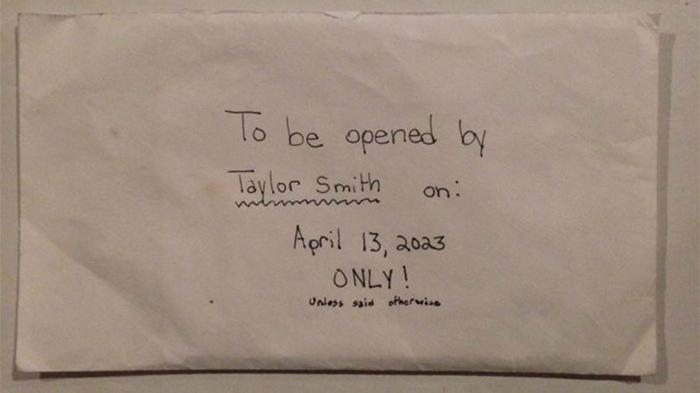 To be opened by
Taylor Smith on:
April 13, 2023
ONLY!
Unless said otherwise